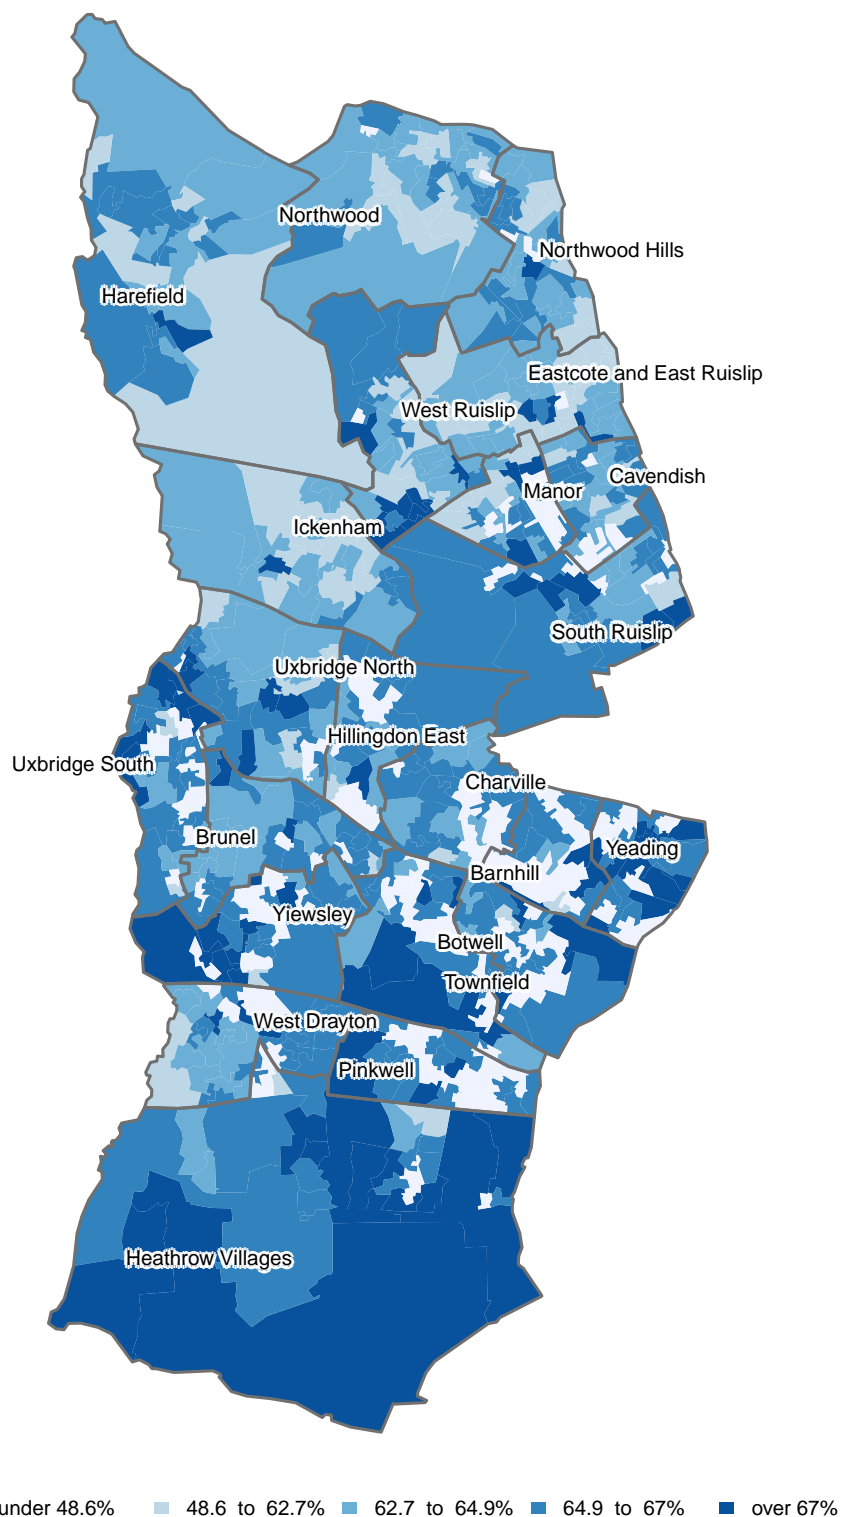 Northwood
Northwood Hills
Harefield
Eastcote and East Ruislip
West Ruislip
Cavendish
Manor
Ickenham
South Ruislip
Uxbridge North
Hillingdon East
Uxbridge South
Charville
Brunel
Yeading
Barnhill
Yiewsley
Botwell
Townfield
West Drayton
Pinkwell
Heathrow Villages
under 48.6% 48.6 to 62.7% 62.7 to 64.9% 64.9 to 67% over 67%